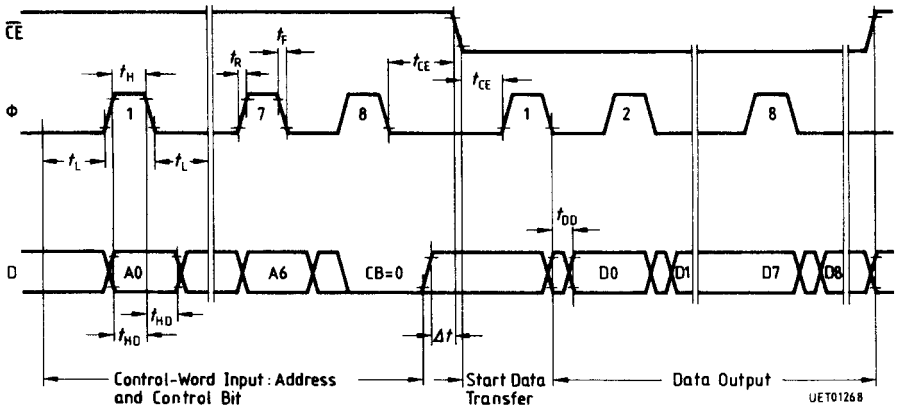 CE
tF
tR
tCE
tH
tCE
Φ
1
7
8
1
2
8
tL
tL
tDD
D
A0
A6
CB=0
D0
D1
D7
D8
tHD
tHD
Δt
Control-Word Input: Address
and Control Bit
Start Data
Transfer
Data Output
UET01268